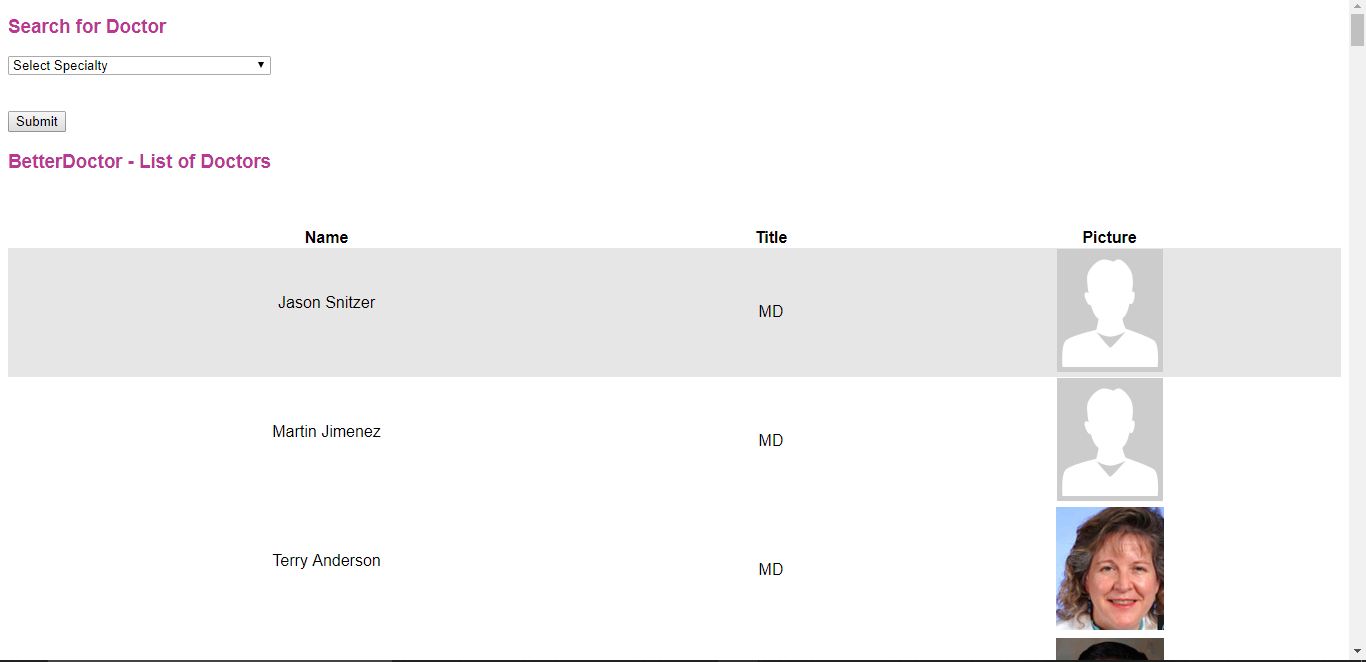 Search for Doctor
Select Specialty
Submit
BetterDoctor - List of Doctors
Name Title Picture
Jason Snitzer MD
Martin Jimenez MD
Terry Anderson MD